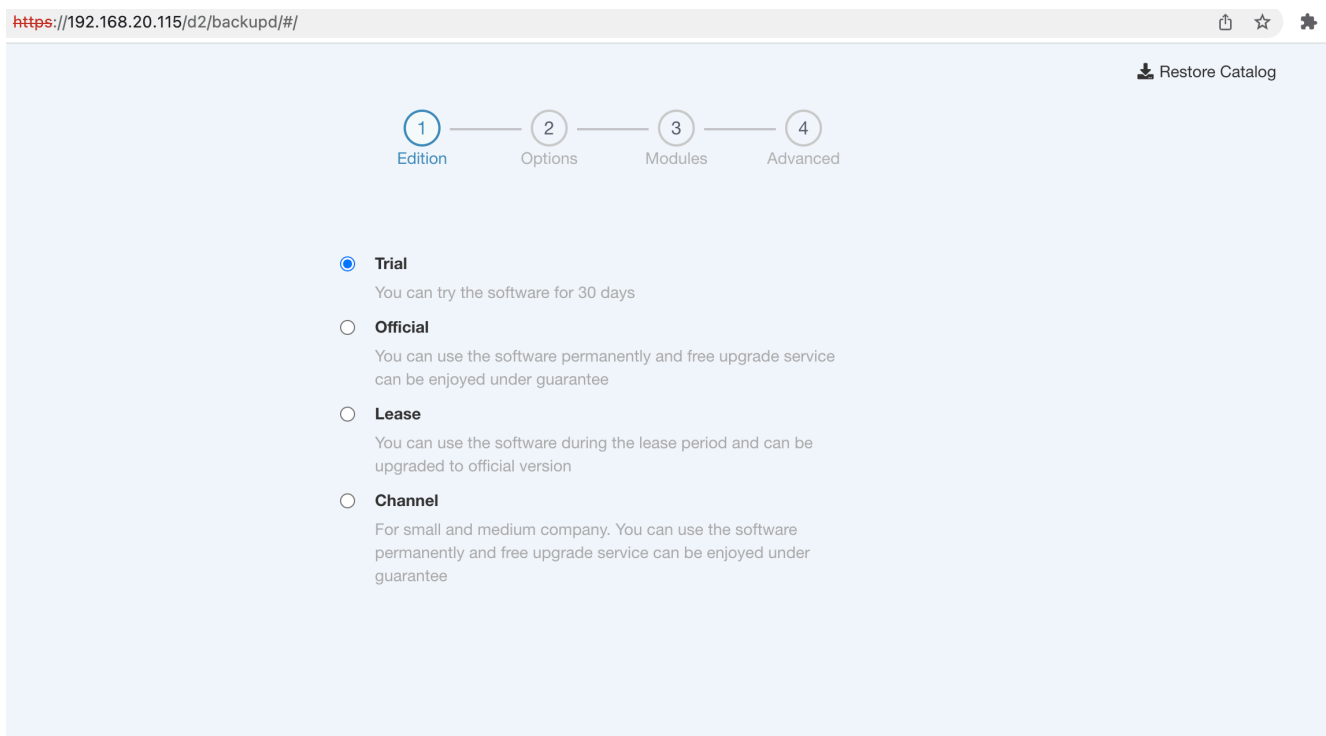 https://192.168.20.115/d2/backupd/#/
Restore Catalog
1
2
3
4
Edition
Options
Modules
Advanced
Trial
You can try the software for 30 days
Official
You can use the software permanently and free upgrade service
can be enjoyed under guarantee
Lease
You can use the software during the lease period and can be
upgraded to official version
Channel
For small and medium company. You can use the software
permanently and free upgrade service can be enjoyed under
guarantee